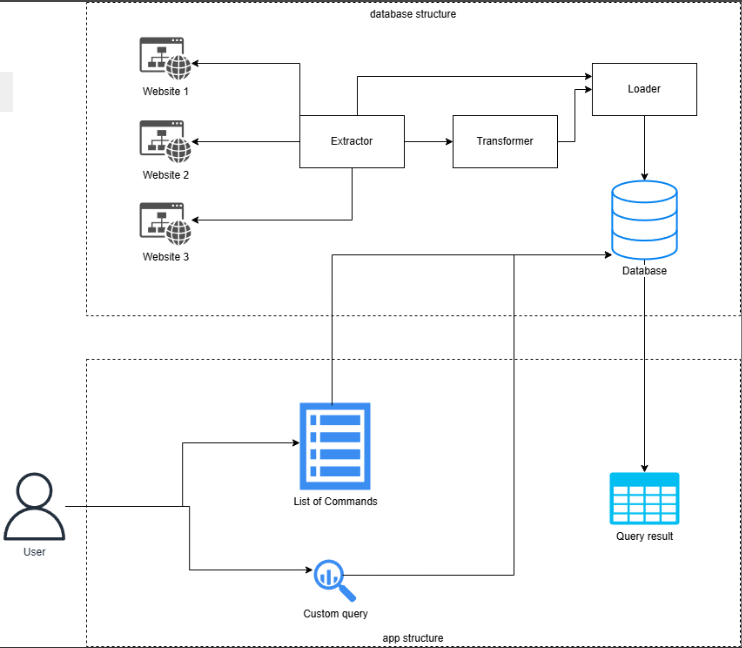 database structure
Website 1
Website 2
Website 3
Extractor
Transformer
Loader
Database
List of Commands
User
Custom query
Query result
app structure